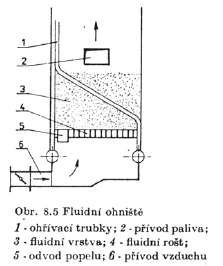 1
2
3
4
5
6
Obr. 8.5 Fluidní ohniště
1 - ohřívací trubky; 2 - přívod paliva;
3 - fluidní vrstva; 4 - fluidní rošt;
5 - odvod popelu; 6 - přívod vzduchu